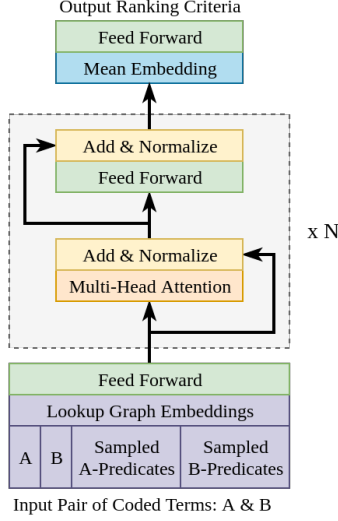 Output Ranking Criteria
Feed Forward
Mean Embedding
Add & Normalize
Feed Forward
x N
Add & Normalize
Multi-Head Attention
Feed Forward
Lookup Graph Embeddings
A
B
Sampled
A-Predicates
Sampled
B-Predicates
Input Pair of Coded Terms: A & B